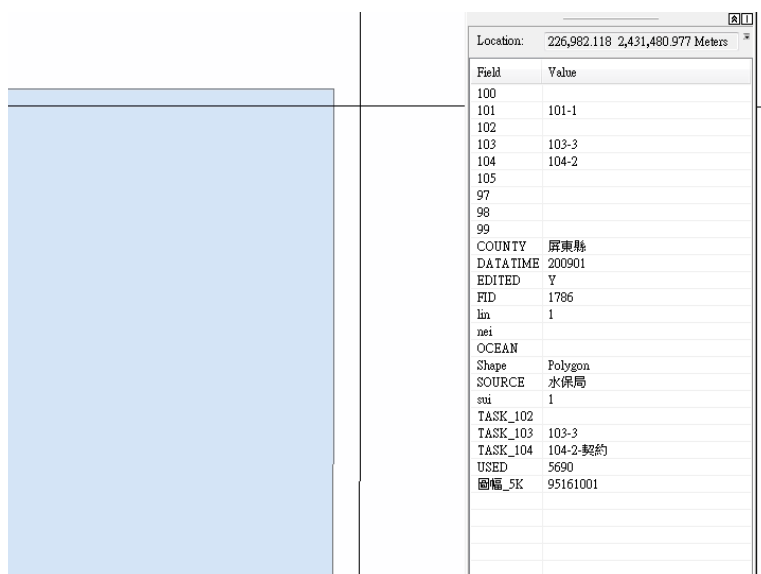 Location: 226,982.118 2,431,480.977 Meters
Field Value
100
101 101-1
102
103 103-3
104 104-2
105
97
98
99
COUNTY 屏東縣
DATATIME 200901
EDITED Y
FID 1786
lin 1
nei
OCEAN
Shape Polygon
SOURCE 水保局
sui 1
TASK_102
TASK_103 103-3
TASK_104 104-2-契約
USED 5690
圖幅_5K 95161001